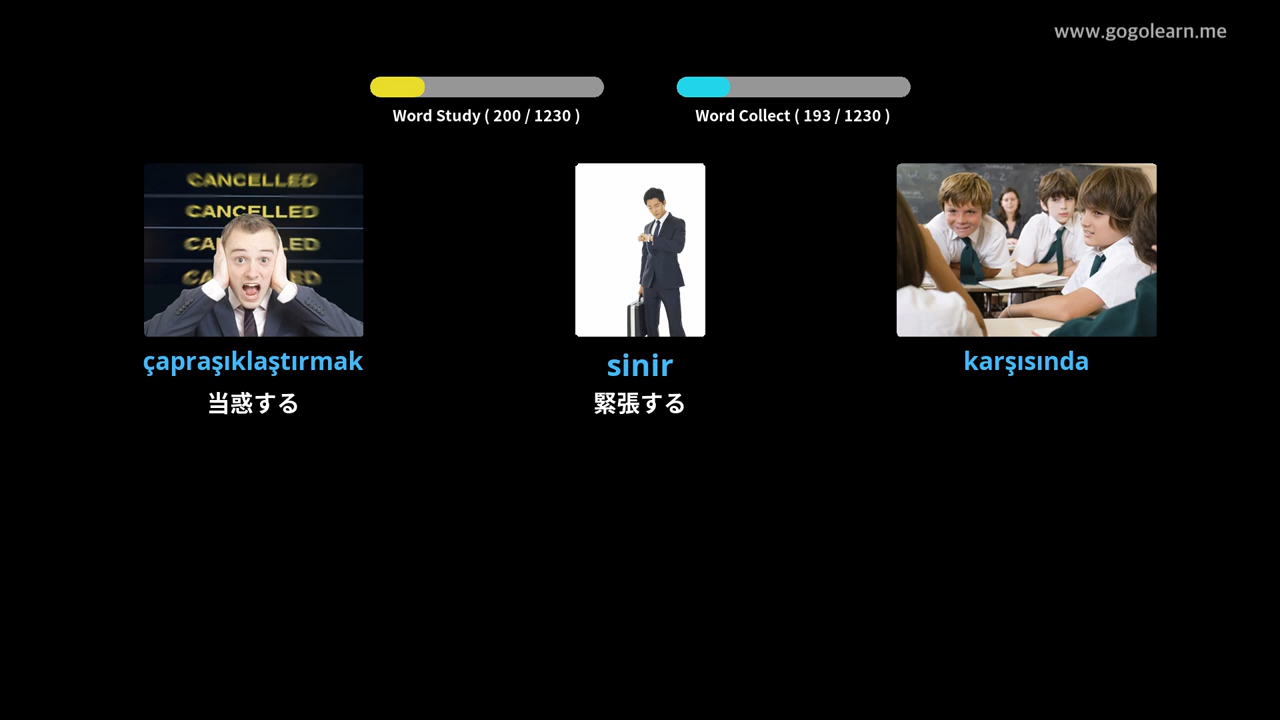 www.gogolearn.me
Word Study ( 200 / 1230 )
Word Collect ( 193 / 1230 )
CANCELLED
CANCELLED
çapraşıklaştırmak
sinir
karşısında
当惑する
緊張する